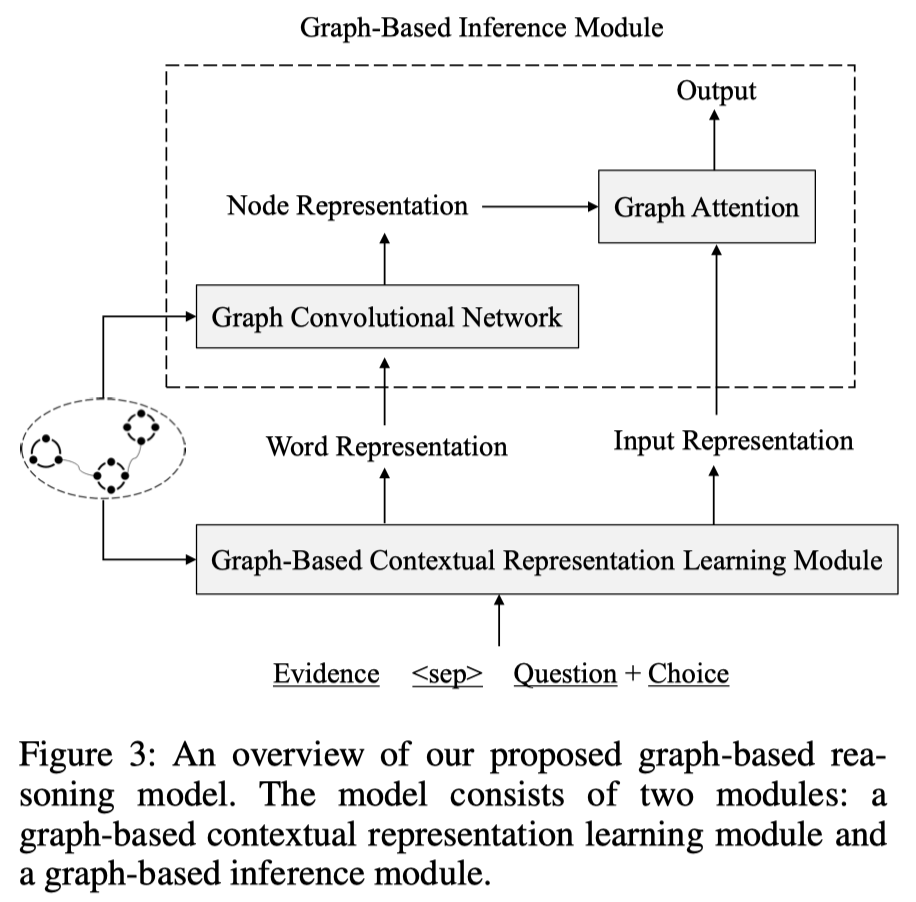 Graph-Based Inference Module
Output
Node Representation
Graph Attention
Graph Convolutional Network
Word Representation
Input Representation
Graph-Based Contextual Representation Learning Module
Evidence <sep> Question + Choice
Figure 3: An overview of our proposed graph-based rea-
soning model. The model consists of two modules: a
graph-based contextual representation learning module and
a graph-based inference module.